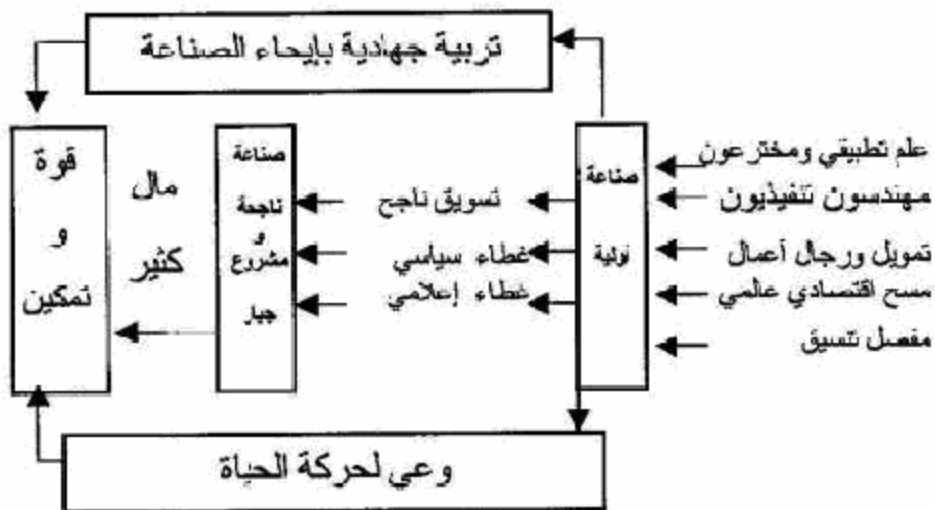 تربية جهادية بإيحاء الصناعة
علم تطبيقي ومخترعون
مهندسون تنفيذيون
تمويل ورجال أعمال
مسح اقتصادي عالمي
مفصل تنسيق
صناعة
أولية
تسويق ناجح
غطاء سياسي
غطاء إعلامي
صناعة
ناجحة
و
مشروع
جبار
مال
كثير
قوة
و
تمكين
وعي لحركة الحياة